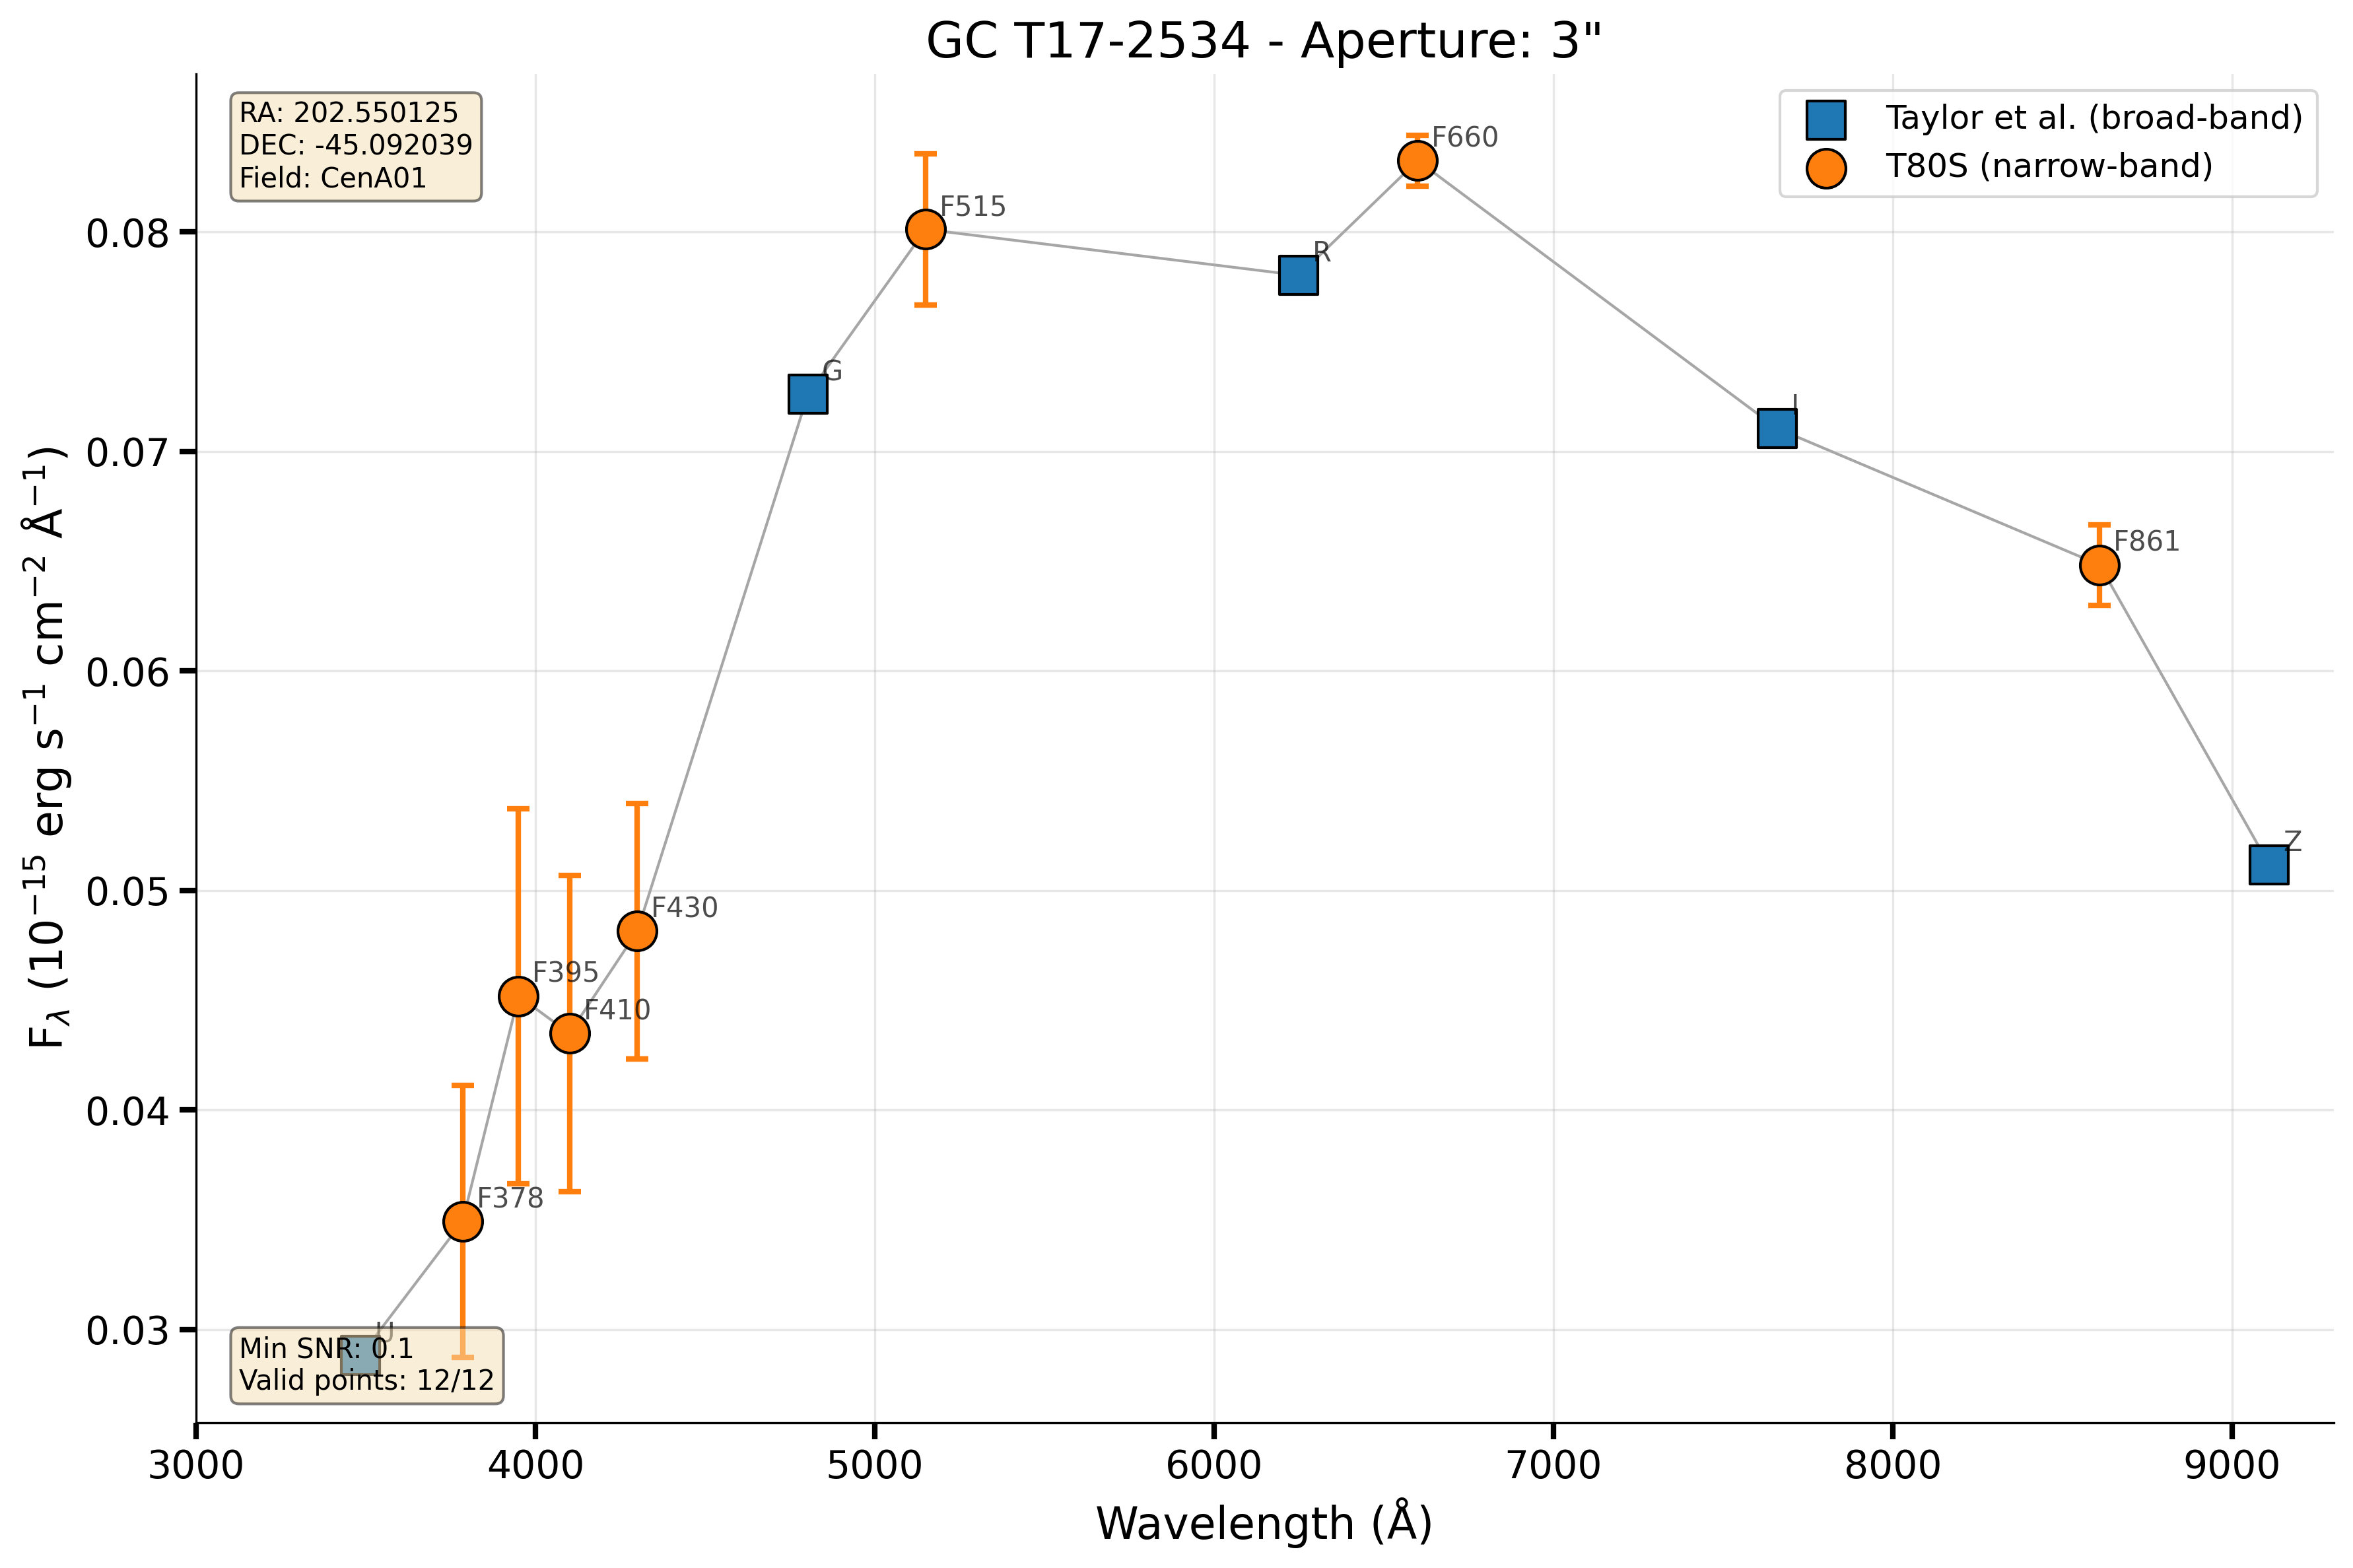 GC T17-2534 - Aperture: 3"
RA: 202.550125
DEC: -45.092039
Field: CenA01
Taylor et al. (broad-band)
T80S (narrow-band)
F660
F515
R
G
I
F861
Z
F430
F395
F410
F378
U
Min SNR: 0.1
Valid points: 12/12
0.08
0.07
0.06
0.05
0.04
0.03
F$_{λ}$ (10$^{−15}$ erg s$^{−1}$ cm$^{−2}$ Å$^{−1}$)
3000 4000 5000 6000 7000 8000 9000
Wavelength (Å)